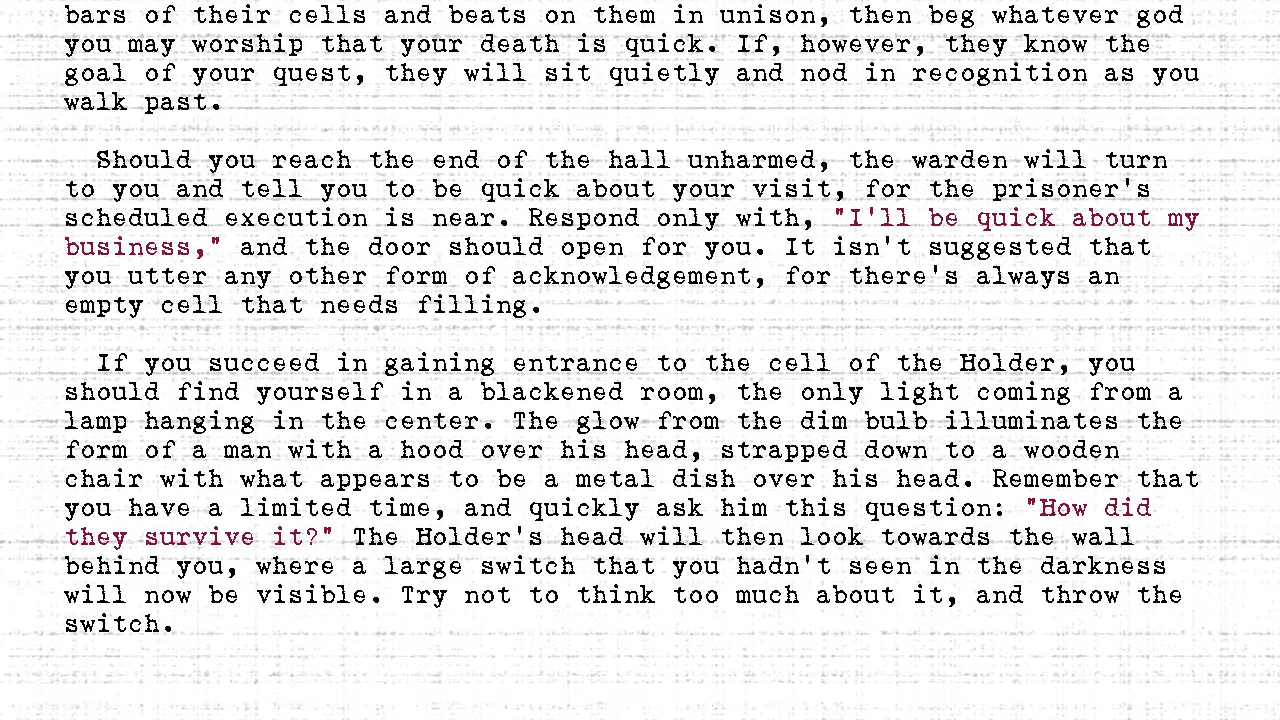 bars of their cells and beats on them in unison, then beg whatever god
you may worship that your death is quick. If, however, they know the
goal of your quest, they will sit quietly and nod in recognition as you
walk past.
Should you reach the end of the hall unharmed, the warden will turn
to you and tell you to be quick about your visit, for the prisoner's
scheduled execution is near. Respond only with, "I'll be quick about my
business," and the door should open for you. It isn't suggested that
you utter any other form of acknowledgement, for there's always an
empty cell that needs filling.
If you succeed in gaining entrance to the cell of the Holder, you
should find yourself in a blackened room, the only light coming from a
lamp hanging in the center. The glow from the dim bulb illuminates the
form of a man with a hood over his head, strapped down to a wooden
chair with what appears to be a metal dish over his head. Remember that
you have a limited time, and quickly ask him this question: "How did
they survive it?" The Holder's head will then look towards the wall
behind you, where a large switch that you hadn't seen in the darkness
will now be visible. Try not to think too much about it, and throw the
switch.